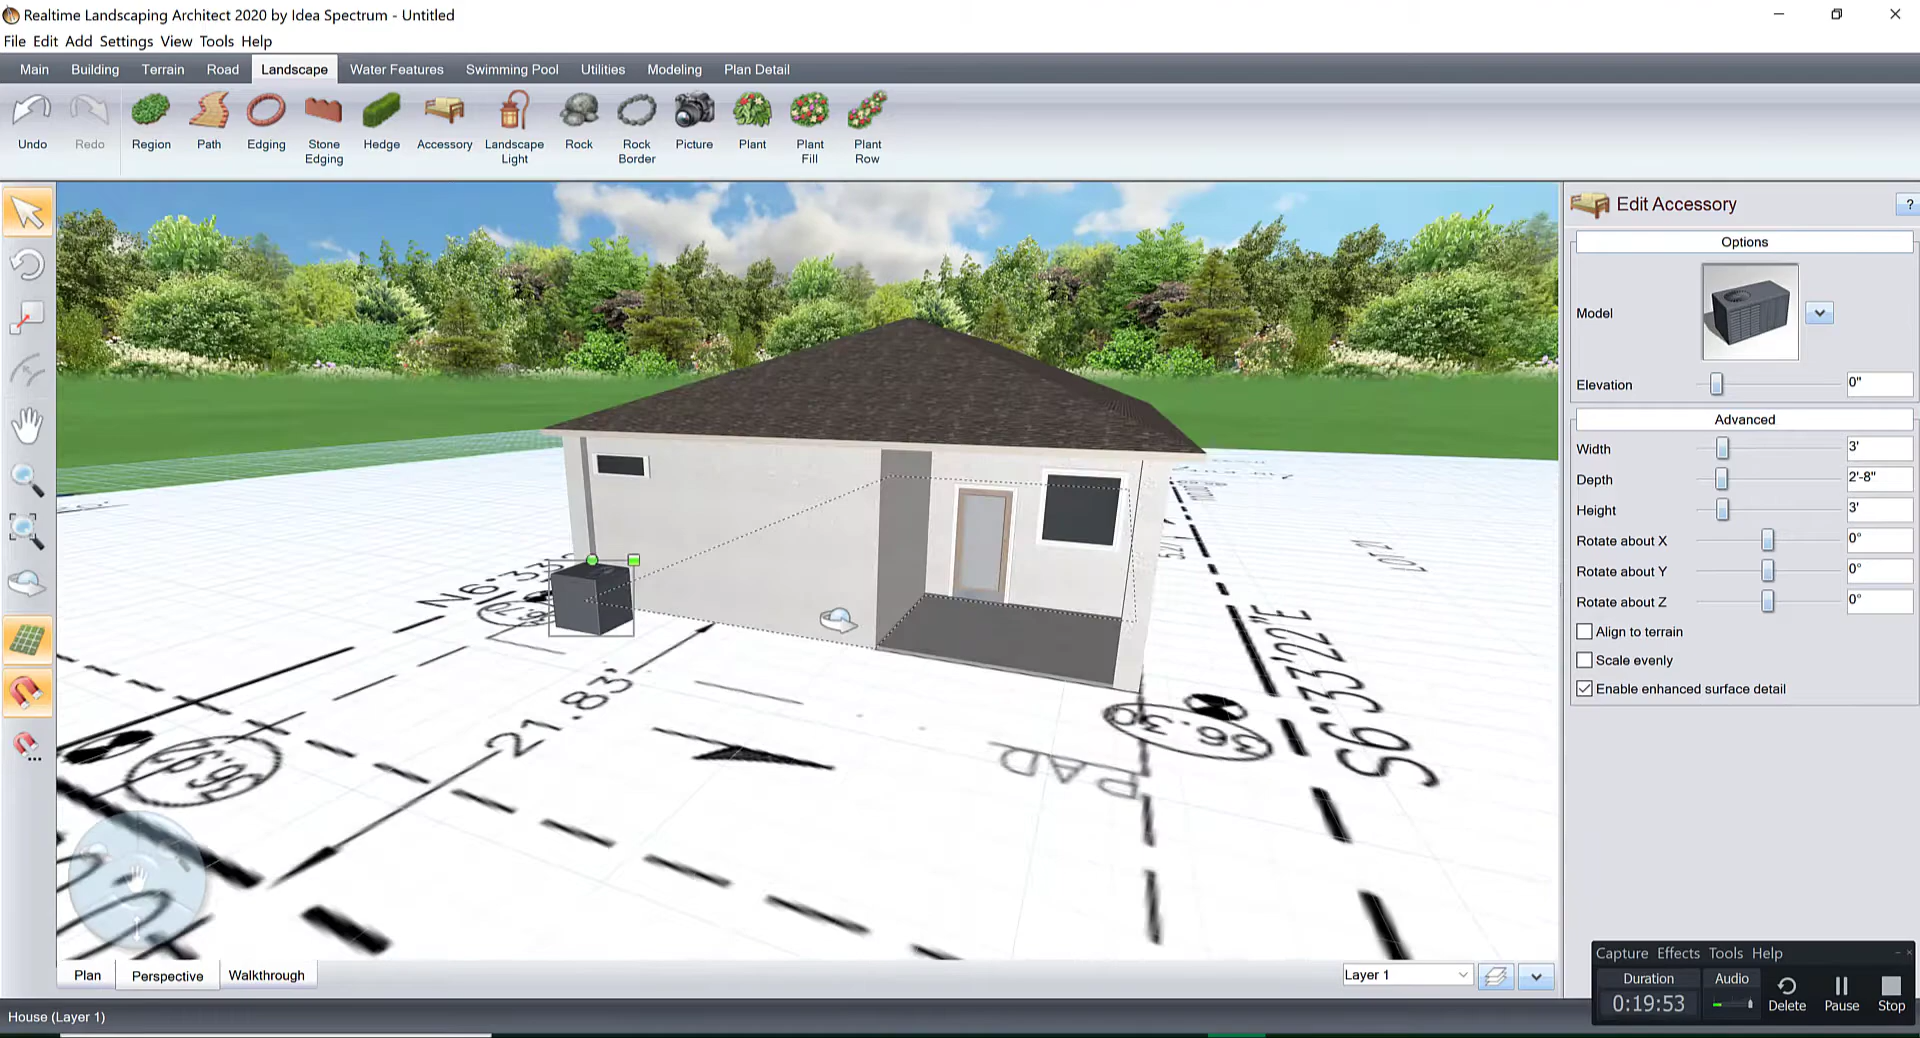 Realtime Landscaping Architect 2020 by Idea Spectrum - Untitled
File Edit Add Settings View Tools Help
Main Building Terrain Road Landscape Water Features Swimming Pool Utilities Modeling Plan Detail
Undo Redo Region Path Edging Stone Edging Hedge Accessory Landscape Light Rock Rock Border Picture Plant Plant Fill Plant Row
Edit Accessory
?
Options
Model
Elevation 0"
Advanced
Width 3'
Depth 2'-8"
Height 3'
Rotate about X 0°
Rotate about Y 0°
Rotate about Z 0°
Align to terrain
Scale evenly
Enable enhanced surface detail
21.83'
PAD
36.30
Plan Perspective Walkthrough
Layer 1
House (Layer 1)
Capture Effects Tools Help
Duration Audio
0:19:53 Delete Pause Stop